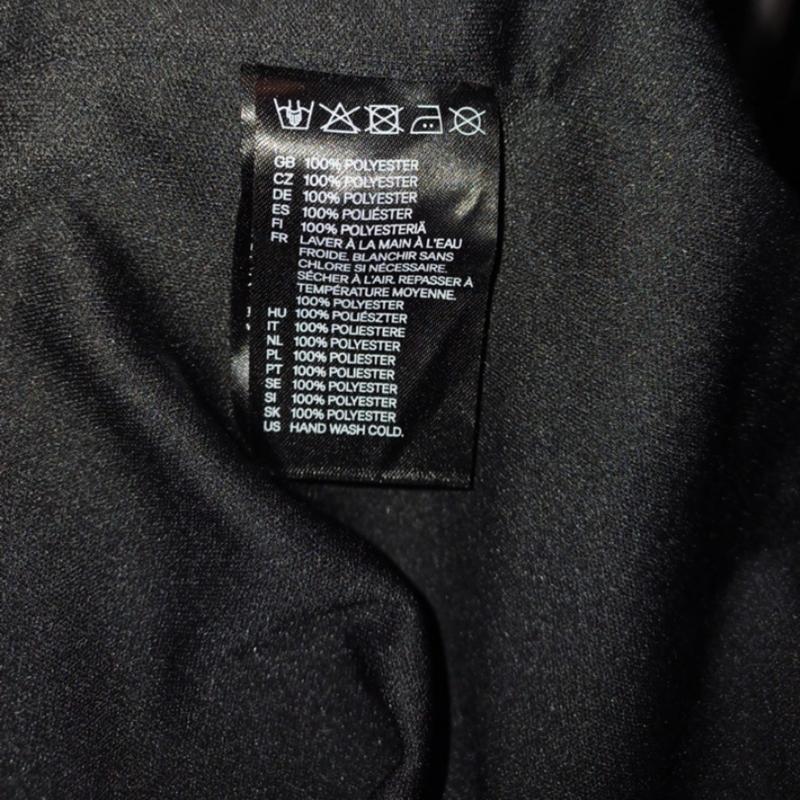 GB 100% POLYESTER
CZ 100% POLYESTER
DE 100% POLYESTER
ES 100% POLIÉSTER
FI 100% POLYESTERIÄ
FR LAVER À LA MAIN À L'EAU
FROIDE. BLANCHIR SANS
CHLORE SI NÉCESSAIRE.
SÉCHER À L'AIR. REPASSER À
TEMPÉRATURE MOYENNE.
100% POLYESTER
HU 100% POLIÉSZTER
IT 100% POLIESTERE
NL 100% POLYESTER
PL 100% POLIESTER
PT 100% POLIESTER
SE 100% POLYESTER
SI 100% POLYESTER
SK 100% POLYESTER
US HAND WASH COLD.